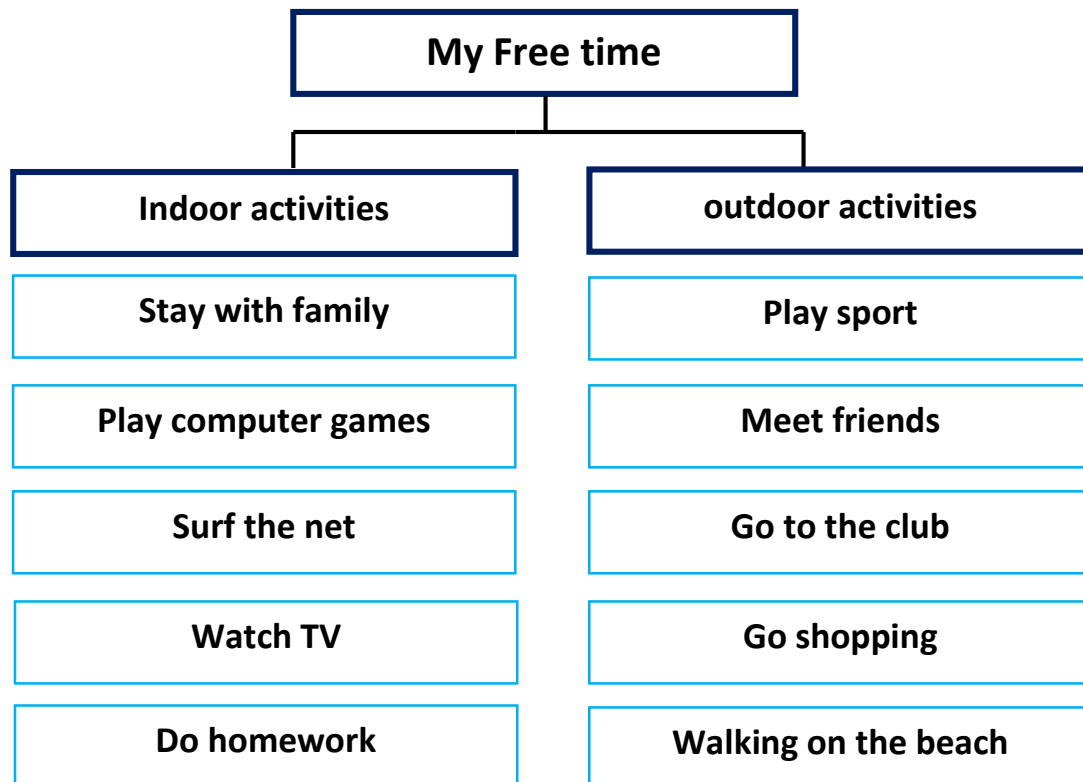 My Free time
Indoor activities
outdoor activities
Stay with family
Play sport
Play computer games
Meet friends
Surf the net
Go to the club
Watch TV
Go shopping
Do homework
Walking on the beach